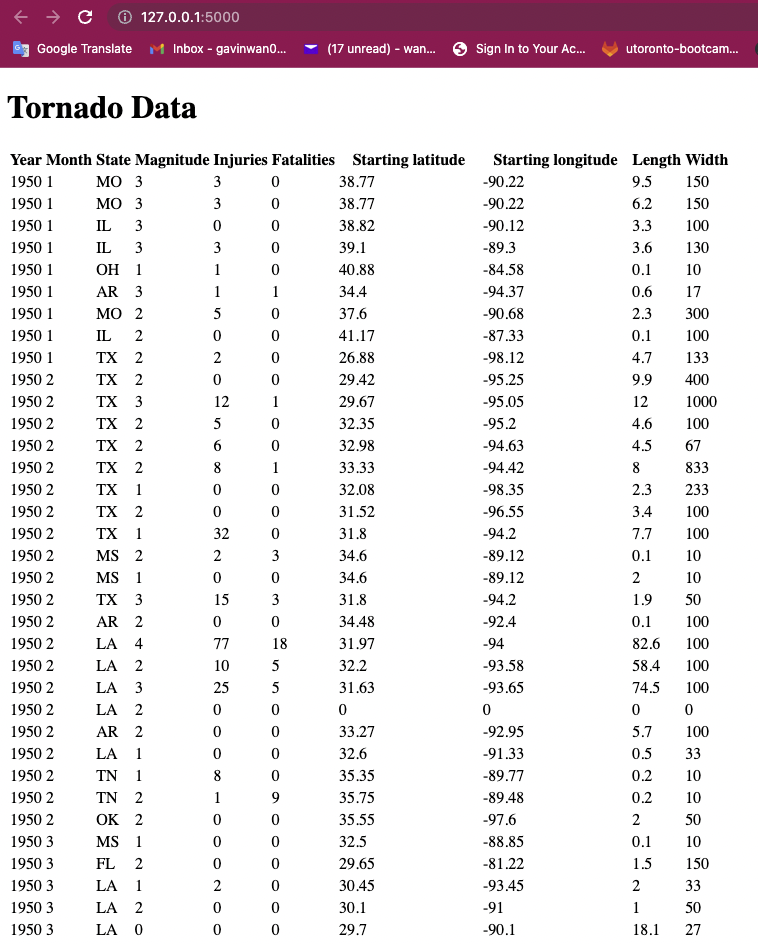 127.0.0.1:5000
Google Translate Inbox - gavinwan0... (17 unread) - wan... Sign In to Your Ac... utoronto-bootcam...
Tornado Data
Year Month State Magnitude Injuries Fatalities Starting latitude Starting longitude Length Width
1950 1 MO 3 3 0 38.77 -90.22 9.5 150
1950 1 MO 3 3 0 38.77 -90.22 6.2 150
1950 1 IL 3 0 0 38.82 -90.12 3.3 100
1950 1 IL 3 3 0 39.1 -89.3 3.6 130
1950 1 OH 1 1 0 40.88 -84.58 0.1 10
1950 1 AR 3 1 1 34.4 -94.37 0.6 17
1950 1 MO 2 5 0 37.6 -90.68 2.3 300
1950 1 IL 2 0 0 41.17 -87.33 0.1 100
1950 1 TX 2 2 0 26.88 -98.12 4.7 133
1950 2 TX 2 0 0 29.42 -95.25 9.9 400
1950 2 TX 3 12 1 29.67 -95.05 12 1000
1950 2 TX 2 5 0 32.35 -95.2 4.6 100
1950 2 TX 2 6 0 32.98 -94.63 4.5 67
1950 2 TX 2 8 1 33.33 -94.42 8 833
1950 2 TX 1 0 0 32.08 -98.35 2.3 233
1950 2 TX 2 0 0 31.52 -96.55 3.4 100
1950 2 TX 1 32 0 31.8 -94.2 7.7 100
1950 2 MS 2 2 3 34.6 -89.12 0.1 10
1950 2 MS 1 0 0 34.6 -89.12 2 10
1950 2 TX 3 15 3 31.8 -94.2 1.9 50
1950 2 AR 2 0 0 34.48 -92.4 0.1 100
1950 2 LA 4 77 18 31.97 -94 82.6 100
1950 2 LA 2 10 5 32.2 -93.58 58.4 100
1950 2 LA 3 25 5 31.63 -93.65 74.5 100
1950 2 LA 2 0 0 0 0 0 0
1950 2 AR 2 0 0 33.27 -92.95 5.7 100
1950 2 LA 1 0 0 32.6 -91.33 0.5 33
1950 2 TN 1 8 0 35.35 -89.77 0.2 10
1950 2 TN 2 1 9 35.75 -89.48 0.2 10
1950 2 OK 2 0 0 35.55 -97.6 2 50
1950 3 MS 1 0 0 32.5 -88.85 0.1 10
1950 3 FL 2 0 0 29.65 -81.22 1.5 150
1950 3 LA 1 2 0 30.45 -93.45 2 33
1950 3 LA 2 0 0 30.1 -91 1 50
1950 3 LA 0 0 0 29.7 -90.1 18.1 27